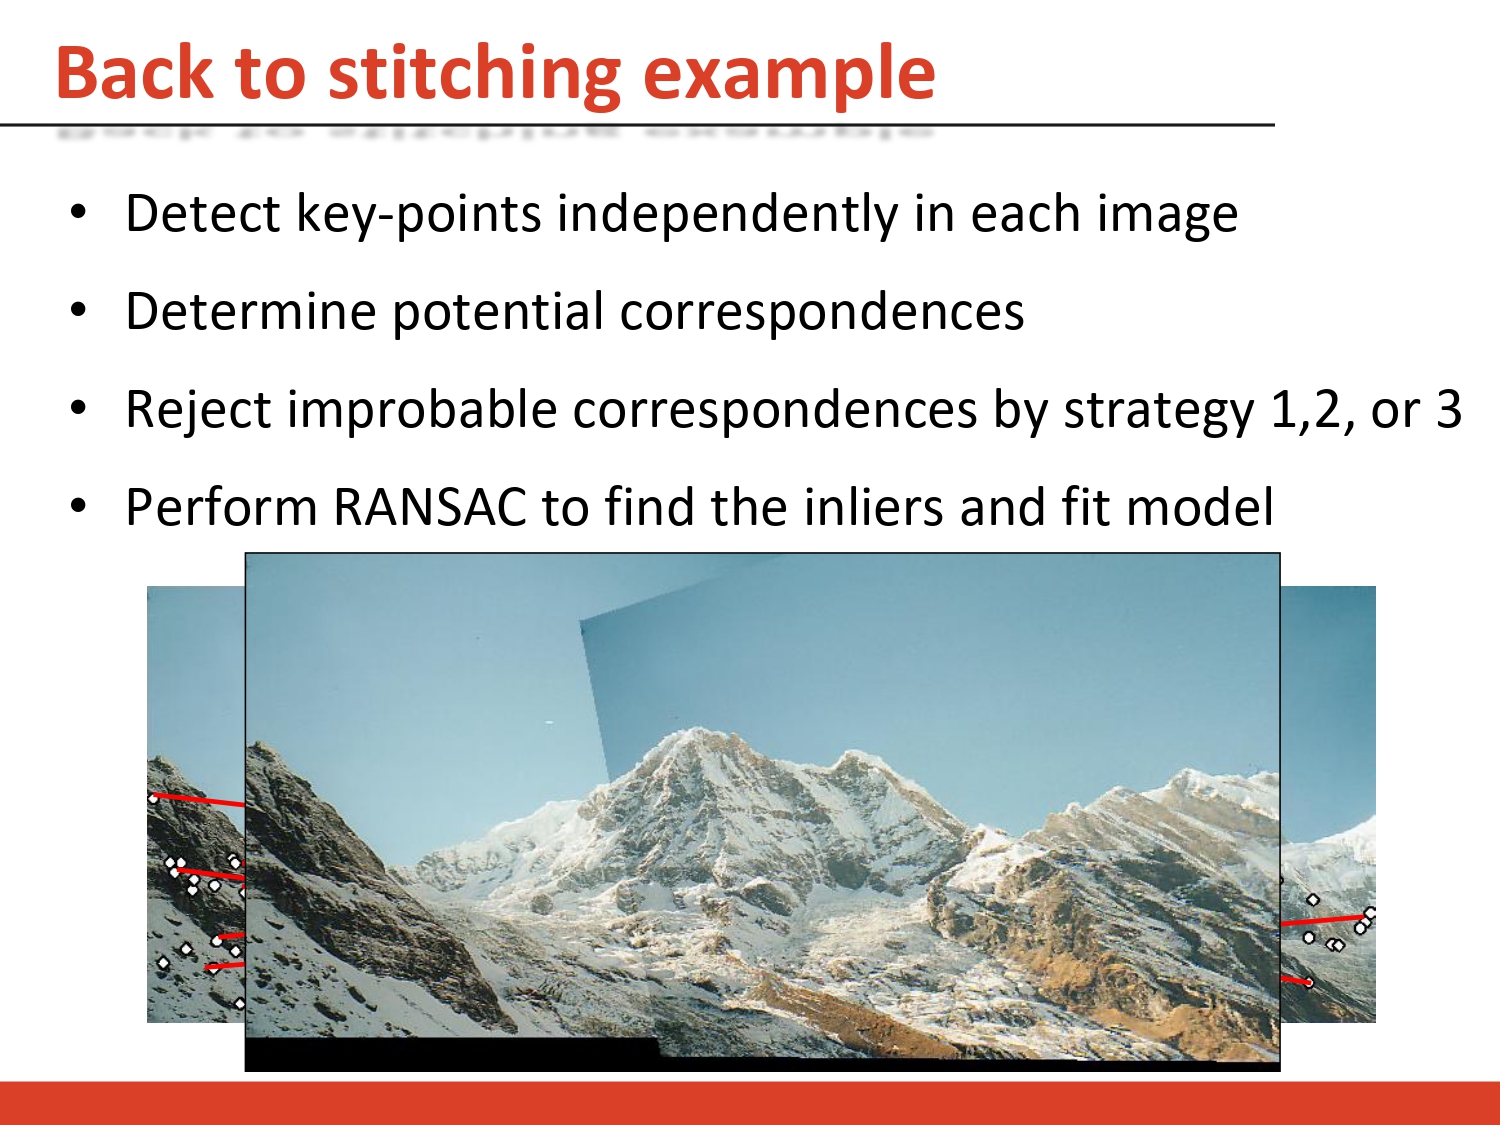 Back to stitching example
• Detect key-points independently in each image
• Determine potential correspondences
• Reject improbable correspondences by strategy 1,2, or 3
• Perform RANSAC to find the inliers and fit model